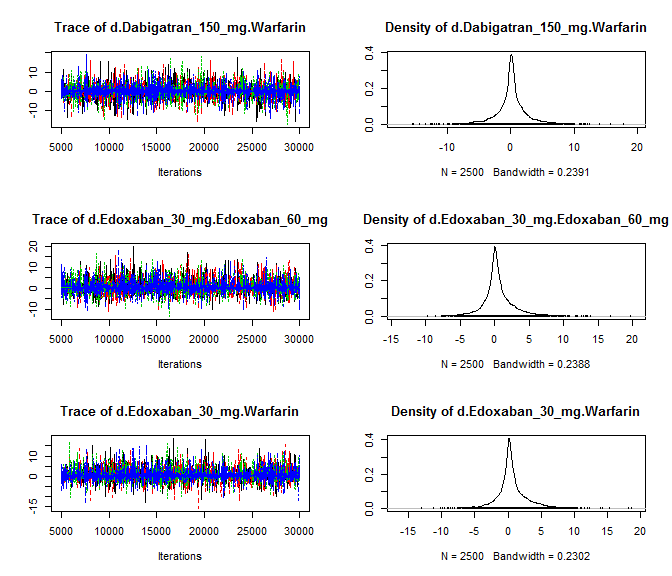 Trace of d.Dabigatran_150_mg.Warfarin
10
0
-10
5000 10000 15000 20000 25000 30000
Iterations
Density of d.Dabigatran_150_mg.Warfarin
0.4
0.2
0.0
-10 0 10 20
N = 2500 Bandwidth = 0.2391
Trace of d.Edoxaban_30_mg.Edoxaban_60_mg
20
10
0
-10
5000 10000 15000 20000 25000 30000
Iterations
Density of d.Edoxaban_30_mg.Edoxaban_60_mg
0.4
0.2
0.0
-15 -10 -5 0 5 10 15 20
N = 2500 Bandwidth = 0.2388
Trace of d.Edoxaban_30_mg.Warfarin
10
0
-15
5000 10000 15000 20000 25000 30000
Iterations
Density of d.Edoxaban_30_mg.Warfarin
0.4
0.2
0.0
-15 -10 -5 0 5 10 15 20
N = 2500 Bandwidth = 0.2302